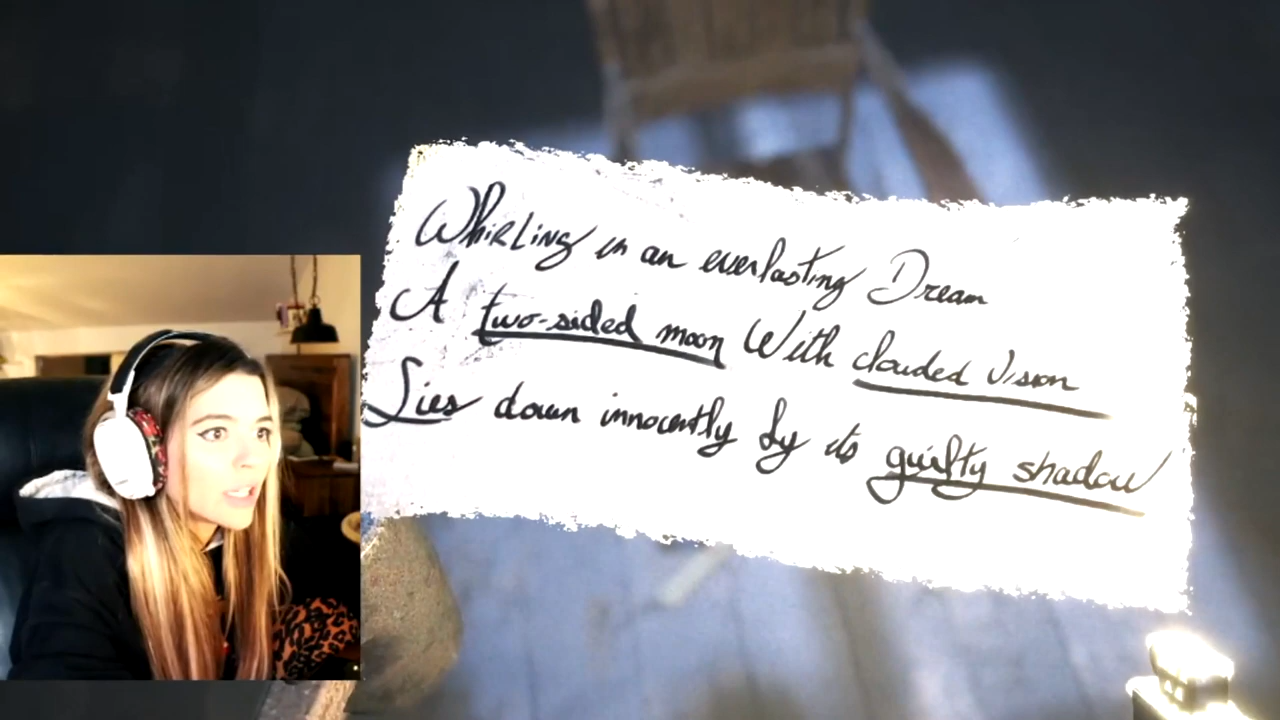 Whirling in an everlasting Dream
A two-sided moon With clouded Vision
Lies down innocently by its guilty shadow